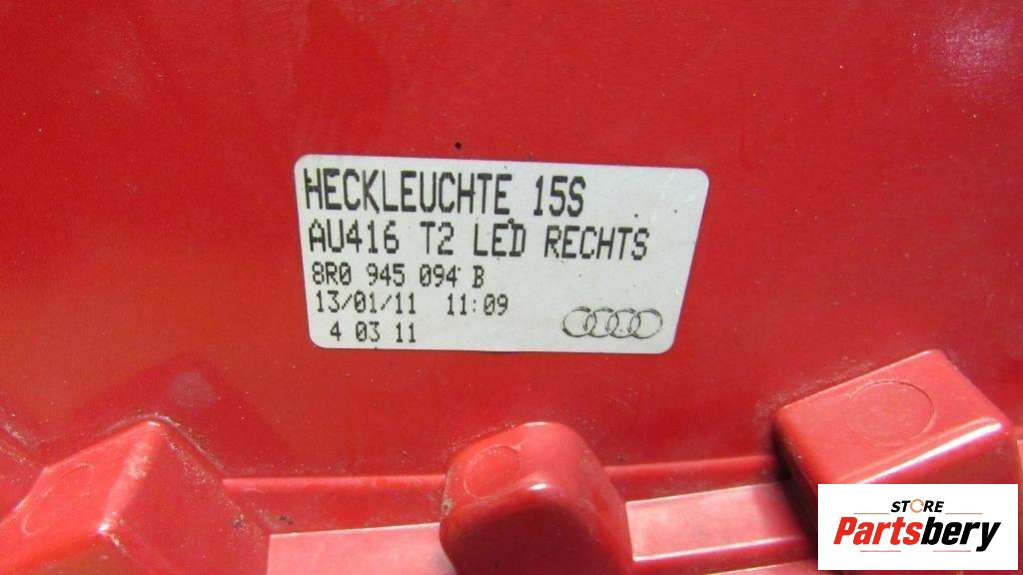 HECKLEUCHTE 15S
AU416 T2 LED RECHTS
8R0 945 094 B
13/01/11 11:09
4 03 11
STORE
Partsbery